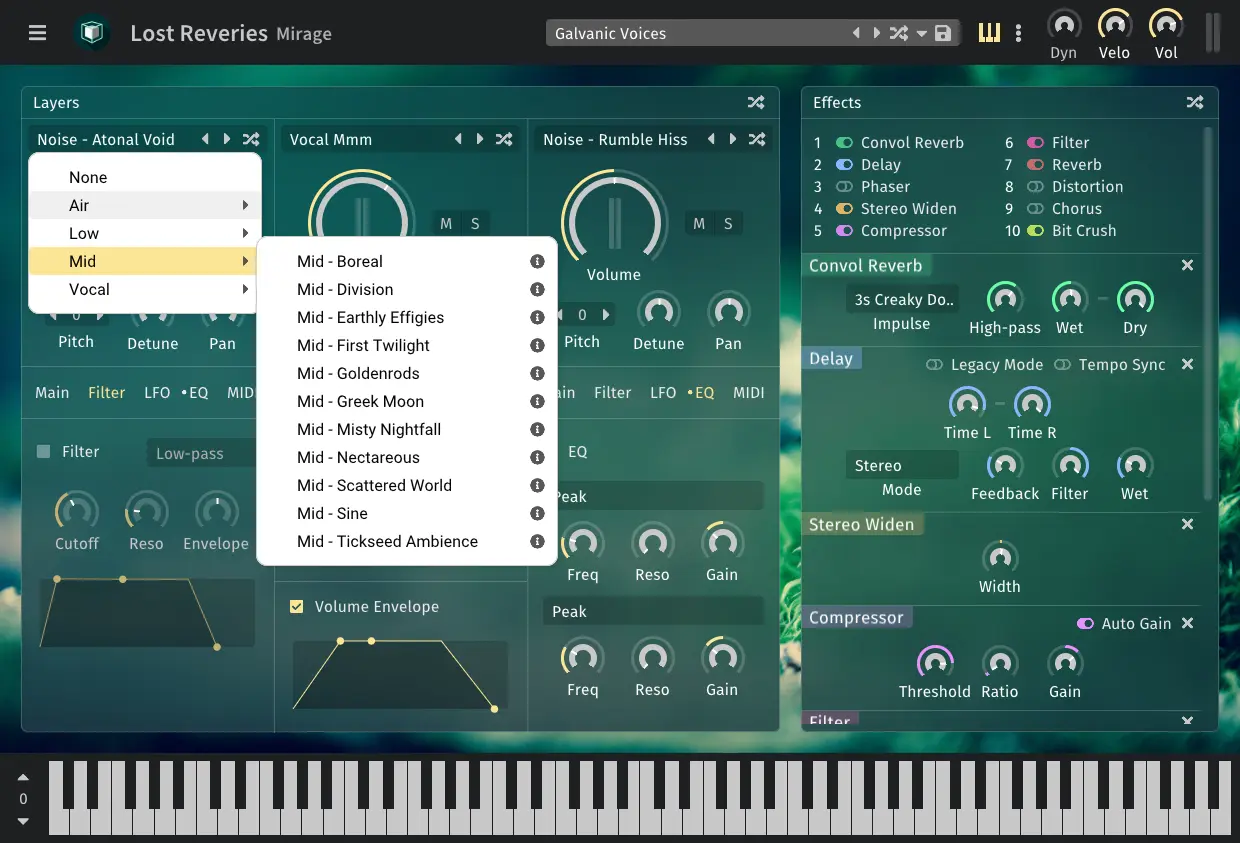 Lost Reveries Mirage
Galvanic Voices
Dyn Velo Vol
Layers
Noise - Atonal Void
Vocal Mmm
Noise - Rumble Hiss
None
Air
Low
Mid
Vocal
Mid - Boreal
Mid - Division
Mid - Earthly Effigies
Mid - First Twilight
Mid - Goldenrods
Mid - Greek Moon
Mid - Misty Nightfall
Mid - Nectareous
Mid - Scattered World
Mid - Sine
Mid - Tickseed Ambience
0
Pitch Detune Pan
Main Filter LFO EQ MIDI
Filter Low-pass
Cutoff Reso Envelope
M S
Volume Envelope
M S
Volume
0
Pitch Detune Pan
Filter LFO EQ MIDI
EQ
Peak
Freq Reso Gain
Peak
Freq Reso Gain
Effects
1 Convol Reverb
2 Delay
3 Phaser
4 Stereo Widen
5 Compressor
6 Filter
7 Reverb
8 Distortion
9 Chorus
10 Bit Crush
Convol Reverb
3s Creaky Do..
Impulse High-pass Wet Dry
Delay Legacy Mode Tempo Sync
Time L Time R
Stereo
Mode Feedback Filter Wet
Stereo Widen
Width
Compressor Auto Gain
Threshold Ratio Gain
Filter
0